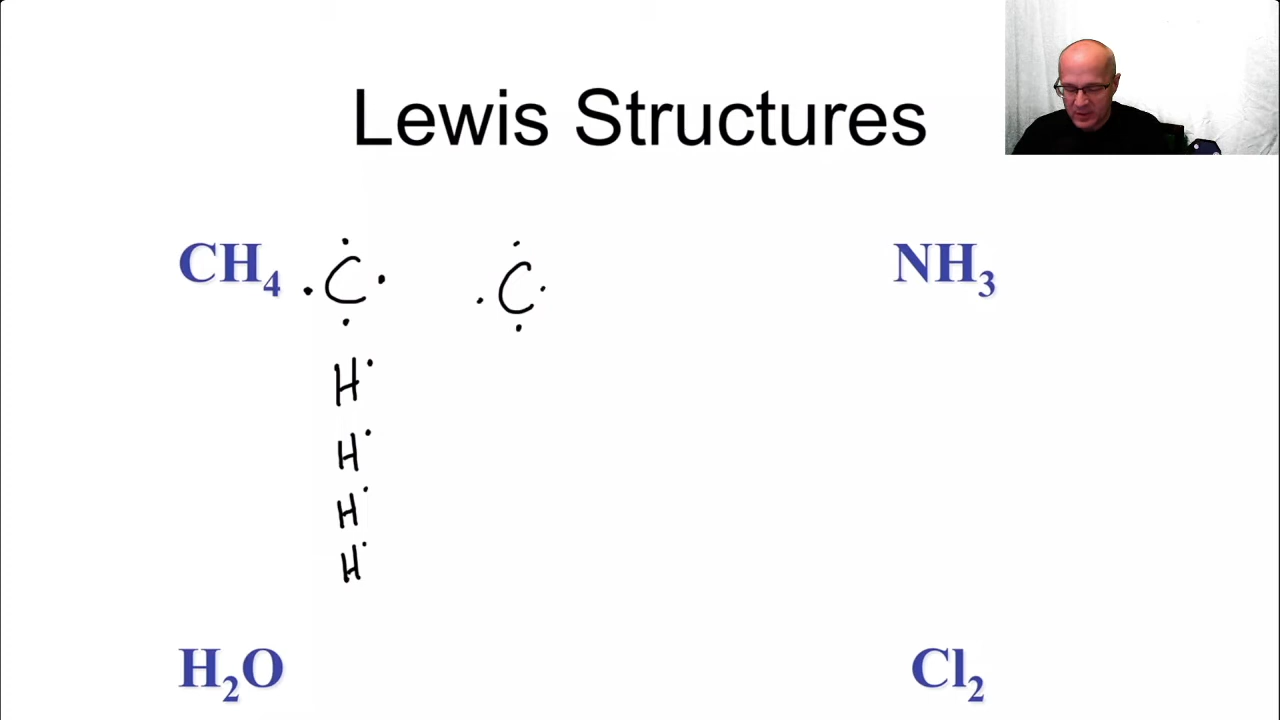 Lewis Structures
CH₄ ·C· ·C· NH₃
H·
H·
H·
H·
H₂O Cl₂